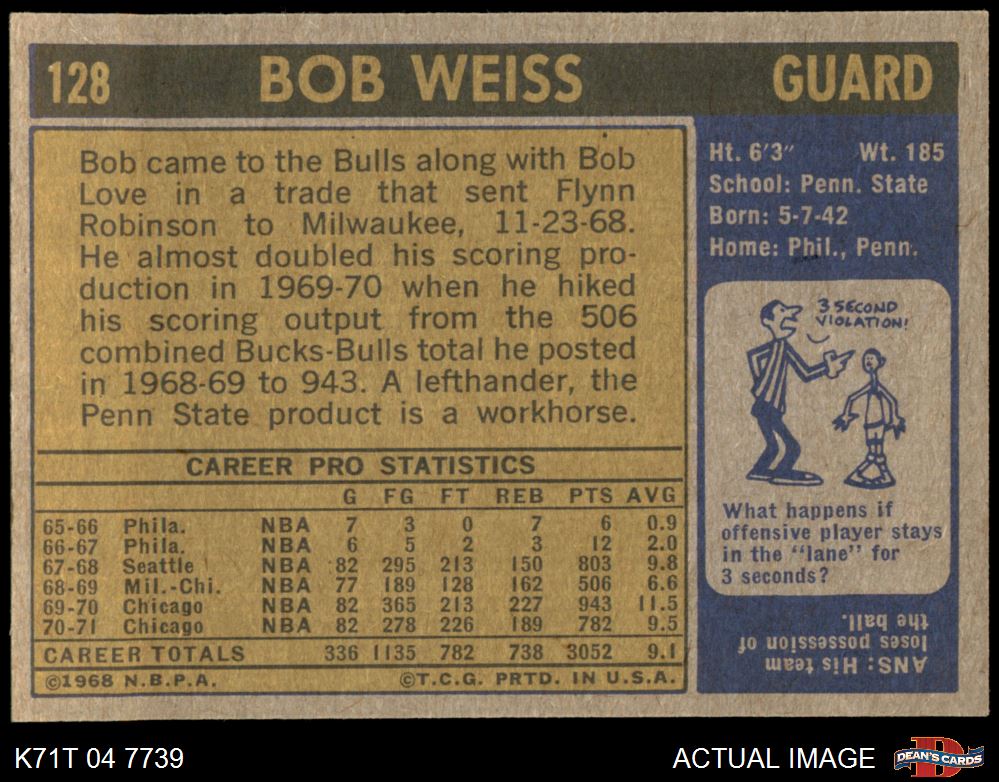 128 BOB WEISS GUARD
Bob came to the Bulls along with Bob
Love in a trade that sent Flynn
Robinson to Milwaukee, 11-23-68.
He almost doubled his scoring pro-
duction in 1969-70 when he hiked
his scoring output from the 506
combined Bucks-Bulls total he posted
in 1968-69 to 943. A lefthander, the
Penn State product is a workhorse.
CAREER PRO STATISTICS
G FG FT REB PTS AVG
65-66 Phila. NBA 7 3 0 7 6 0.9
66-67 Phila. NBA 6 5 2 3 12 2.0
67-68 Seattle NBA 82 295 213 150 803 9.8
68-69 Mil.-Chi. NBA 77 189 128 162 506 6.6
69-70 Chicago NBA 82 365 213 227 943 11.5
70-71 Chicago NBA 82 278 226 189 782 9.5
CAREER TOTALS 336 1135 782 738 3052 9.1
©1968 N.B.P.A. ©T.C.G. PRTD. IN U.S.A.
Ht. 6'3" Wt. 185
School: Penn. State
Born: 5-7-42
Home: Phil., Penn.
3 SECOND
VIOLATION!
What happens if
offensive player stays
in the "lane" for
3 seconds?
ANS: His team
loses possession of
the ball.
K71T 04 7739 ACTUAL IMAGE D DEAN'S CARDS